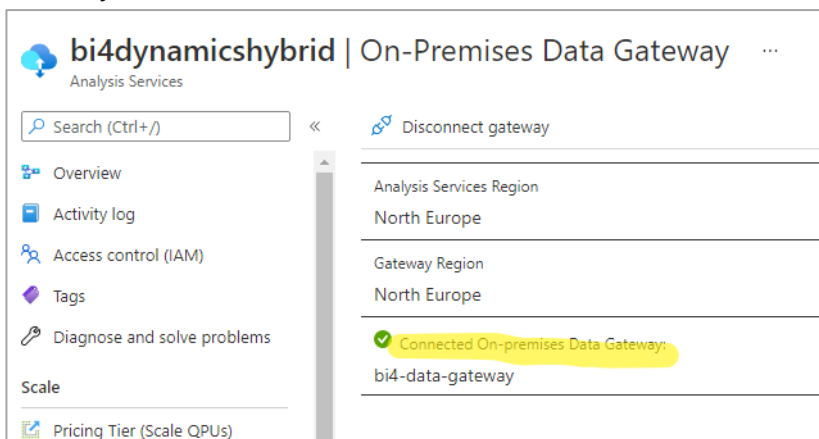 bi4dynamicshybrid | On-Premises Data Gateway ...
Analysis Services
Search (Ctrl+/)
«
Disconnect gateway
Overview
Activity log
Access control (IAM)
Tags
Diagnose and solve problems
Scale
Pricing Tier (Scale QPUs)
Analysis Services Region
North Europe
Gateway Region
North Europe
Connected On-premises Data Gateway:
bi4-data-gateway